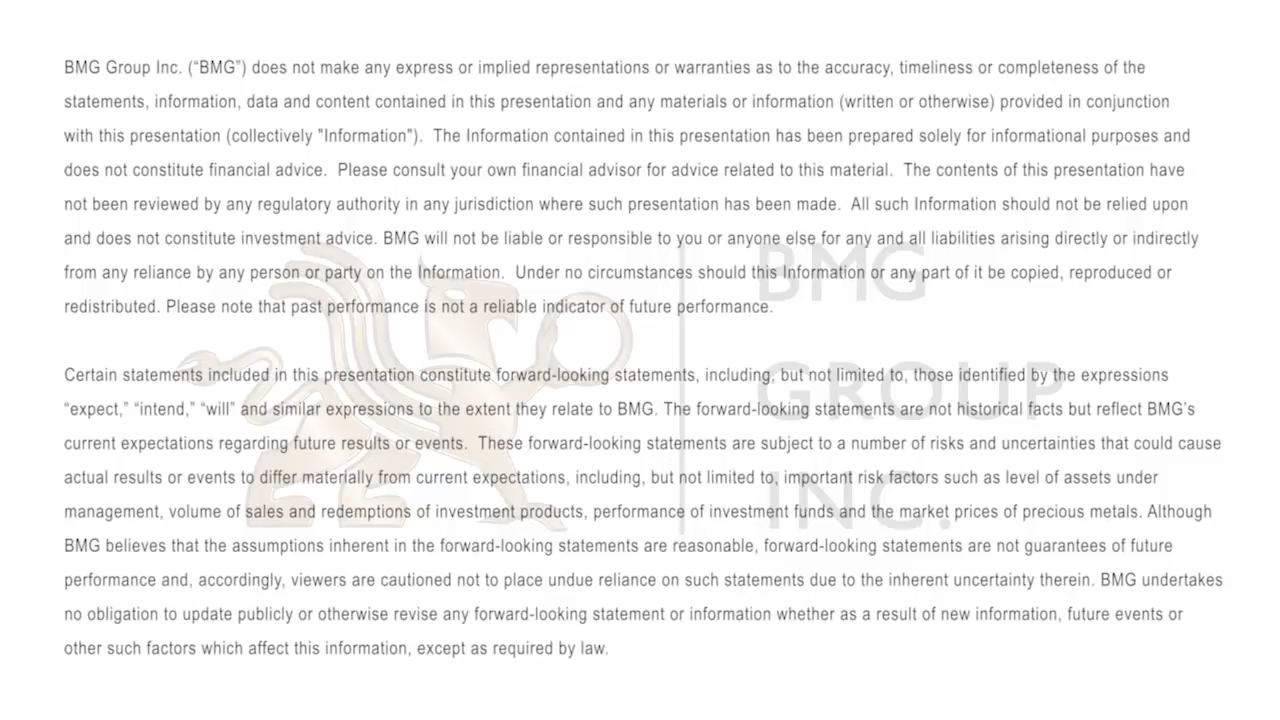 BMG Group Inc. (“BMG”) does not make any express or implied representations or warranties as to the accuracy, timeliness or completeness of the
statements, information, data and content contained in this presentation and any materials or information (written or otherwise) provided in conjunction
with this presentation (collectively "Information").  The Information contained in this presentation has been prepared solely for informational purposes and
does not constitute financial advice.  Please consult your own financial advisor for advice related to this material.  The contents of this presentation have
not been reviewed by any regulatory authority in any jurisdiction where such presentation has been made.  All such Information should not be relied upon
and does not constitute investment advice. BMG will not be liable or responsible to you or anyone else for any and all liabilities arising directly or indirectly
from any reliance by any person or party on the Information.  Under no circumstances should this Information or any part of it be copied, reproduced or
redistributed. Please note that past performance is not a reliable indicator of future performance.
Certain statements included in this presentation constitute forward-looking statements, including, but not limited to, those identified by the expressions
“expect,” “intend,” “will” and similar expressions to the extent they relate to BMG. The forward-looking statements are not historical facts but reflect BMG’s
current expectations regarding future results or events.  These forward-looking statements are subject to a number of risks and uncertainties that could cause
actual results or events to differ materially from current expectations, including, but not limited to, important risk factors such as level of assets under
management, volume of sales and redemptions of investment products, performance of investment funds and the market prices of precious metals. Although
BMG believes that the assumptions inherent in the forward-looking statements are reasonable, forward-looking statements are not guarantees of future
performance and, accordingly, viewers are cautioned not to place undue reliance on such statements due to the inherent uncertainty therein. BMG undertakes
no obligation to update publicly or otherwise revise any forward-looking statement or information whether as a result of new information, future events or
other such factors which affect this information, except as required by law.
BMG
GROUP
INC.